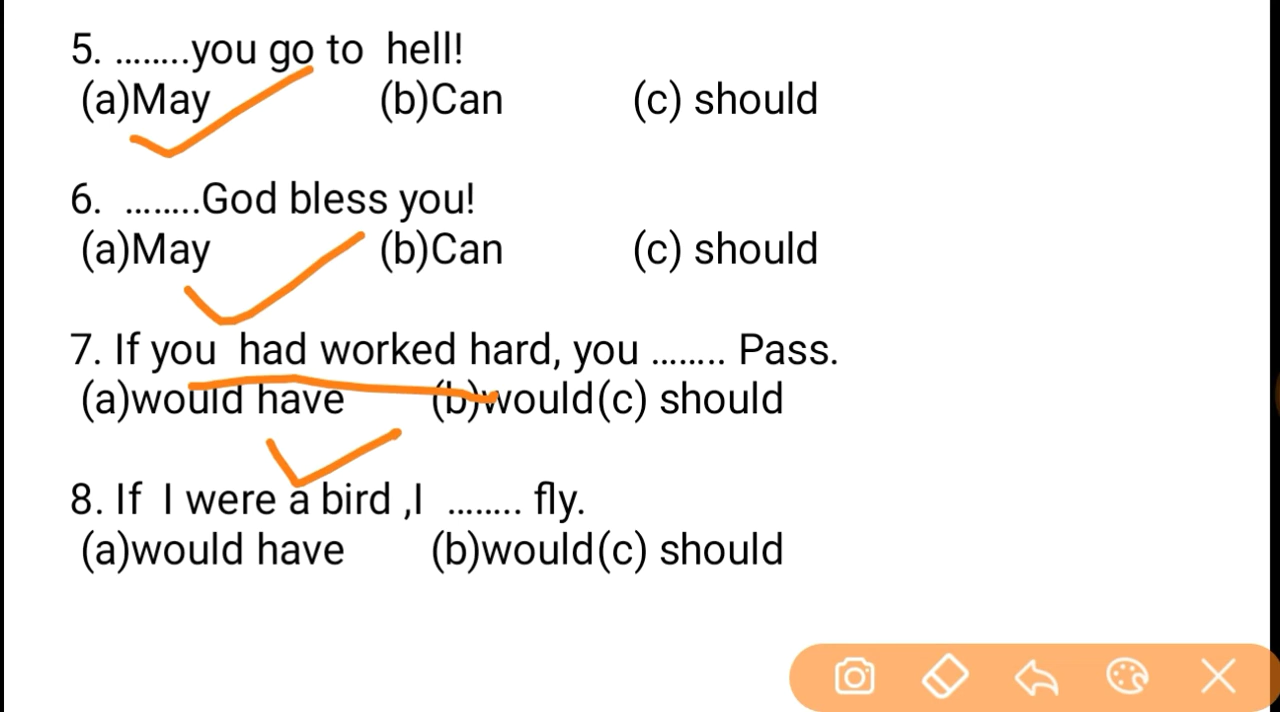 5. ........you go to hell!
(a)May (b)Can (c) should
6. ........God bless you!
(a)May (b)Can (c) should
7. If you had worked hard, you ........ Pass.
(a)would have (b)would(c) should
8. If I were a bird ,I ........ fly.
(a)would have (b)would(c) should